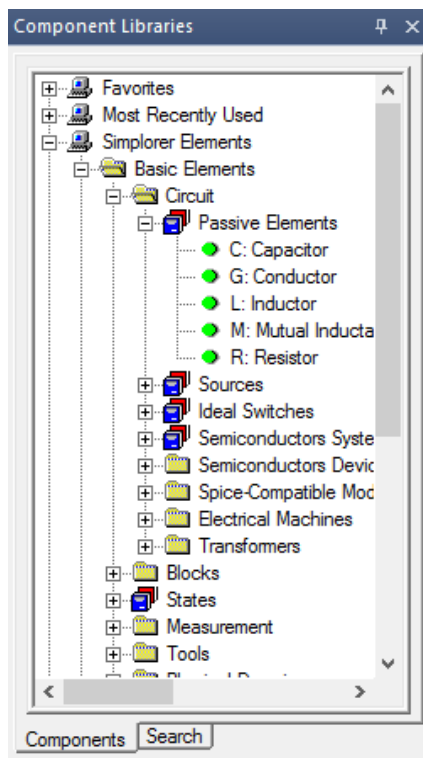 Component Libraries
Favorites
Most Recently Used
Simplorer Elements
Basic Elements
Circuit
Passive Elements
C: Capacitor
G: Conductor
L: Inductor
M: Mutual Inducta
R: Resistor
Sources
Ideal Switches
Semiconductors Syste
Semiconductors Devic
Spice-Compatible Mod
Electrical Machines
Transformers
Blocks
States
Measurement
Tools
Components Search